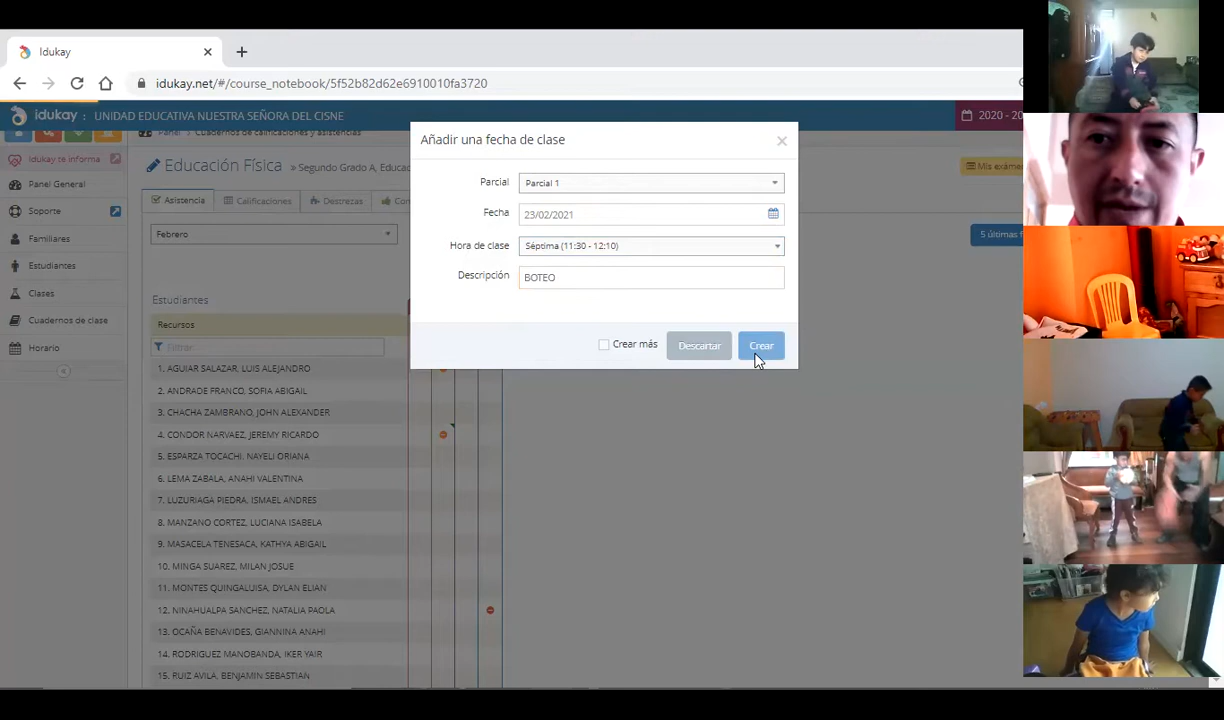 Idukay
idukay.net/#/course_notebook/5f52b82d62e6910010fa3720
idukay : UNIDAD EDUCATIVA NUESTRA SEÑORA DEL CISNE
2020 - 20
Panel Cuadernos de calificaciones y asistencias
Idukay te informa
Panel General
Soporte
Familiares
Estudiantes
Clases
Cuadernos de clase
Horario
Educación Física » Segundo Grado A, Educac
Mis exáme
Asistencia
Calificaciones
Destrezas
Febrero
5 últimas f
Añadir una fecha de clase
Parcial
Parcial 1
Fecha
23/02/2021
Hora de clase
Séptima (11:30 - 12:10)
Descripción
BOTEO
Crear más
Descartar
Crear
Estudiantes
Recursos
Filtrar
1. AGUIAR SALAZAR, LUIS ALEJANDRO
2. ANDRADE FRANCO, SOFIA ABIGAIL
3. CHACHA ZAMBRANO, JOHN ALEXANDER
4. CONDOR NARVAEZ, JEREMY RICARDO
5. ESPARZA TOCACHI, NAYELI ORIANA
6. LEMA ZABALA, ANAHI VALENTINA
7. LUZURIAGA PIEDRA, ISMAEL ANDRES
8. MANZANO CORTEZ, LUCIANA ISABELA
9. MASACELA TENESACA, KATHYA ABIGAIL
10. MINGA SUAREZ, MILAN JOSUE
11. MONTES QUINGALUISA, DYLAN ELIAN
12. NINAHUALPA SANCHEZ, NATALIA PAOLA
13. OCAÑA BENAVIDES, GIANNINA ANAHI
14. RODRIGUEZ MANOBANDA, IKER YAIR
15. RUIZ AVILA, BENJAMIN SEBASTIAN